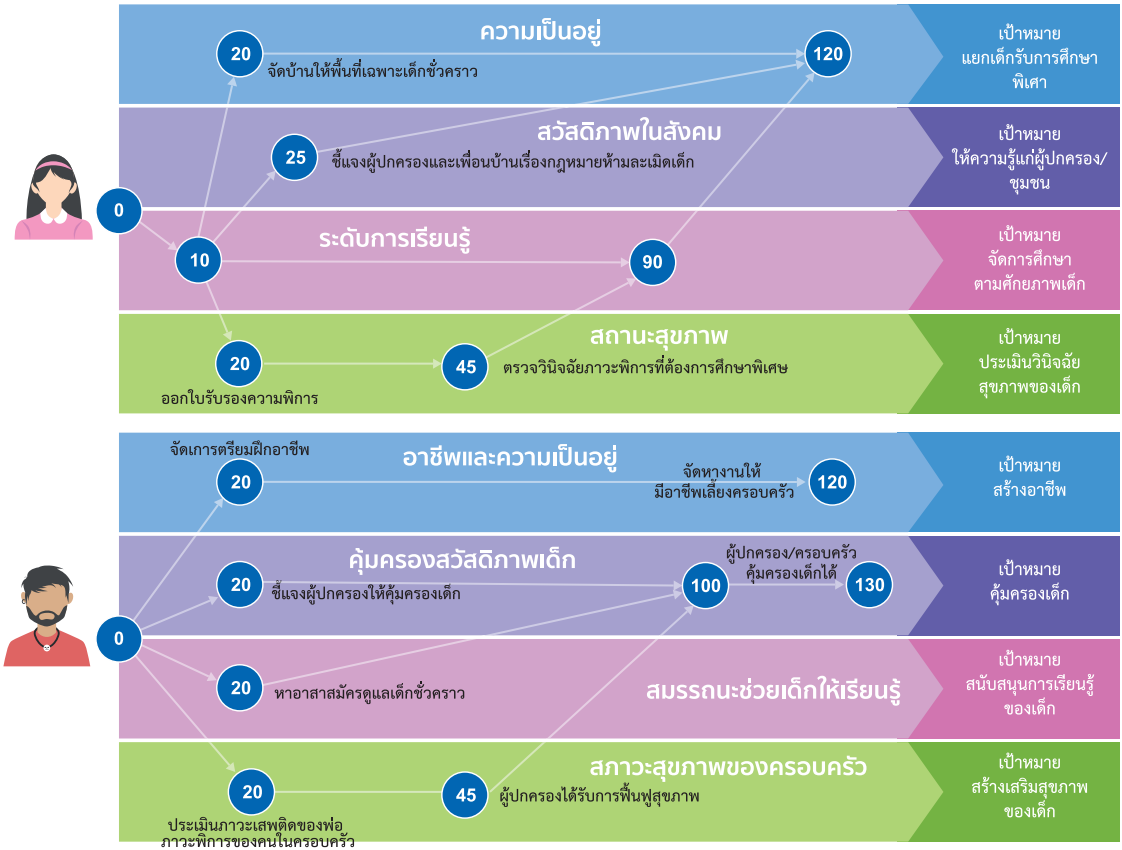 ความเป็นอยู่
20
จัดบ้านให้พื้นที่เฉพาะเด็กชั่วคราว
120
เป้าหมาย
แยกเด็กรับการศึกษา
พิเศา
สวัสดิภาพในสังคม
25
ชี้แจงผู้ปกครองและเพื่อนบ้านเรื่องกฎหมายห้ามละเมิดเด็ก
เป้าหมาย
ให้ความรู้แก่ผู้ปกครอง/
ชุมชน
0
ระดับการเรียนรู้
10
90
เป้าหมาย
จัดการศึกษา
ตามศักยภาพเด็ก
สถานะสุขภาพ
20
ออกใบรับรองความพิการ
45
ตรวจวินิจฉัยภาวะพิการที่ต้องการศึกษาพิเศษ
เป้าหมาย
ประเมินวินิจฉัย
สุขภาพของเด็ก
จัดเการตรียมฝึกอาชีพ
20
อาชีพและความเป็นอยู่
จัดหางานให้
มีอาชีพเลี้ยงครอบครัว
120
เป้าหมาย
สร้างอาชีพ
คุ้มครองสวัสดิภาพเด็ก
20
ชี้แจงผู้ปกครองให้คุ้มครองเด็ก
100
ผู้ปกครอง/ครอบครัว
คุ้มครองเด็กได้
130
เป้าหมาย
คุ้มครองเด็ก
0
20
หาอาสาสมัครดูแลเด็กชั่วคราว
สมรรถนะช่วยเด็กให้เรียนรู้
เป้าหมาย
สนับสนุนการเรียนรู้
ของเด็ก
สภาวะสุขภาพของครอบครัว
20
ประเมินภาวะเสพติดของพ่อ
ภาวะพิการของคนในครอบครัว
45
ผู้ปกครองได้รับการฟื้นฟูสุขภาพ
เป้าหมาย
สร้างเสริมสุขภาพ
ของเด็ก